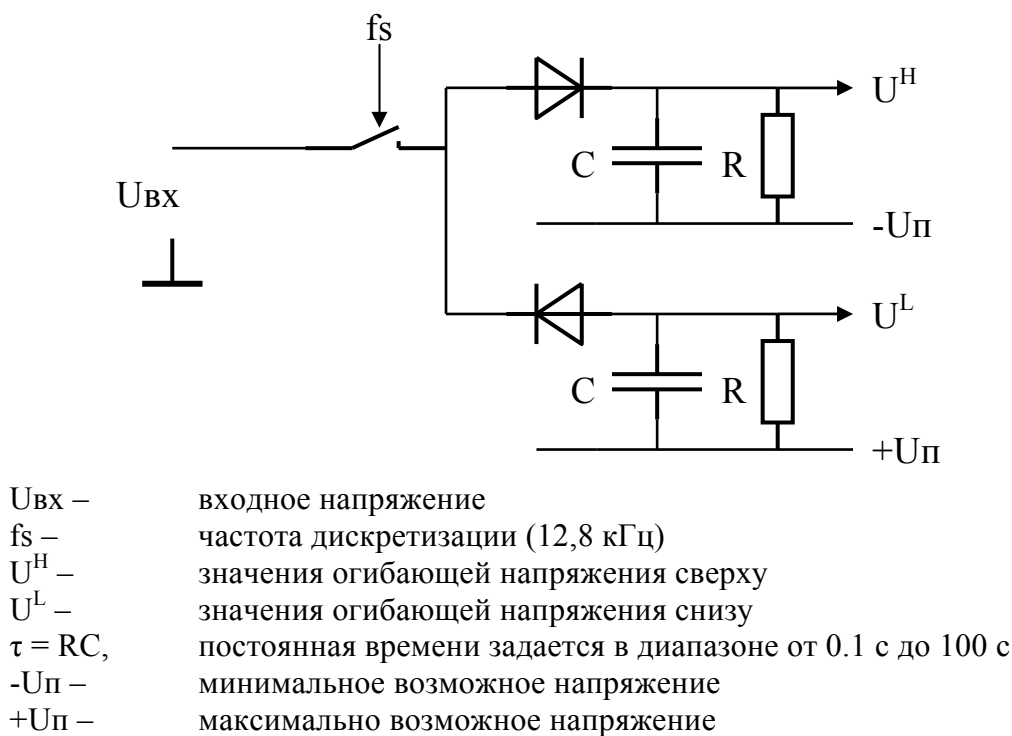 fs
U^H
C R
Uвх
-Uп
U^L
C R
+Uп
Uвх – входное напряжение
fs – частота дискретизации (12,8 кГц)
U^H – значения огибающей напряжения сверху
U^L – значения огибающей напряжения снизу
τ = RC, постоянная времени задается в диапазоне от 0.1 с до 100 с
-Uп – минимальное возможное напряжение
+Uп – максимально возможное напряжение